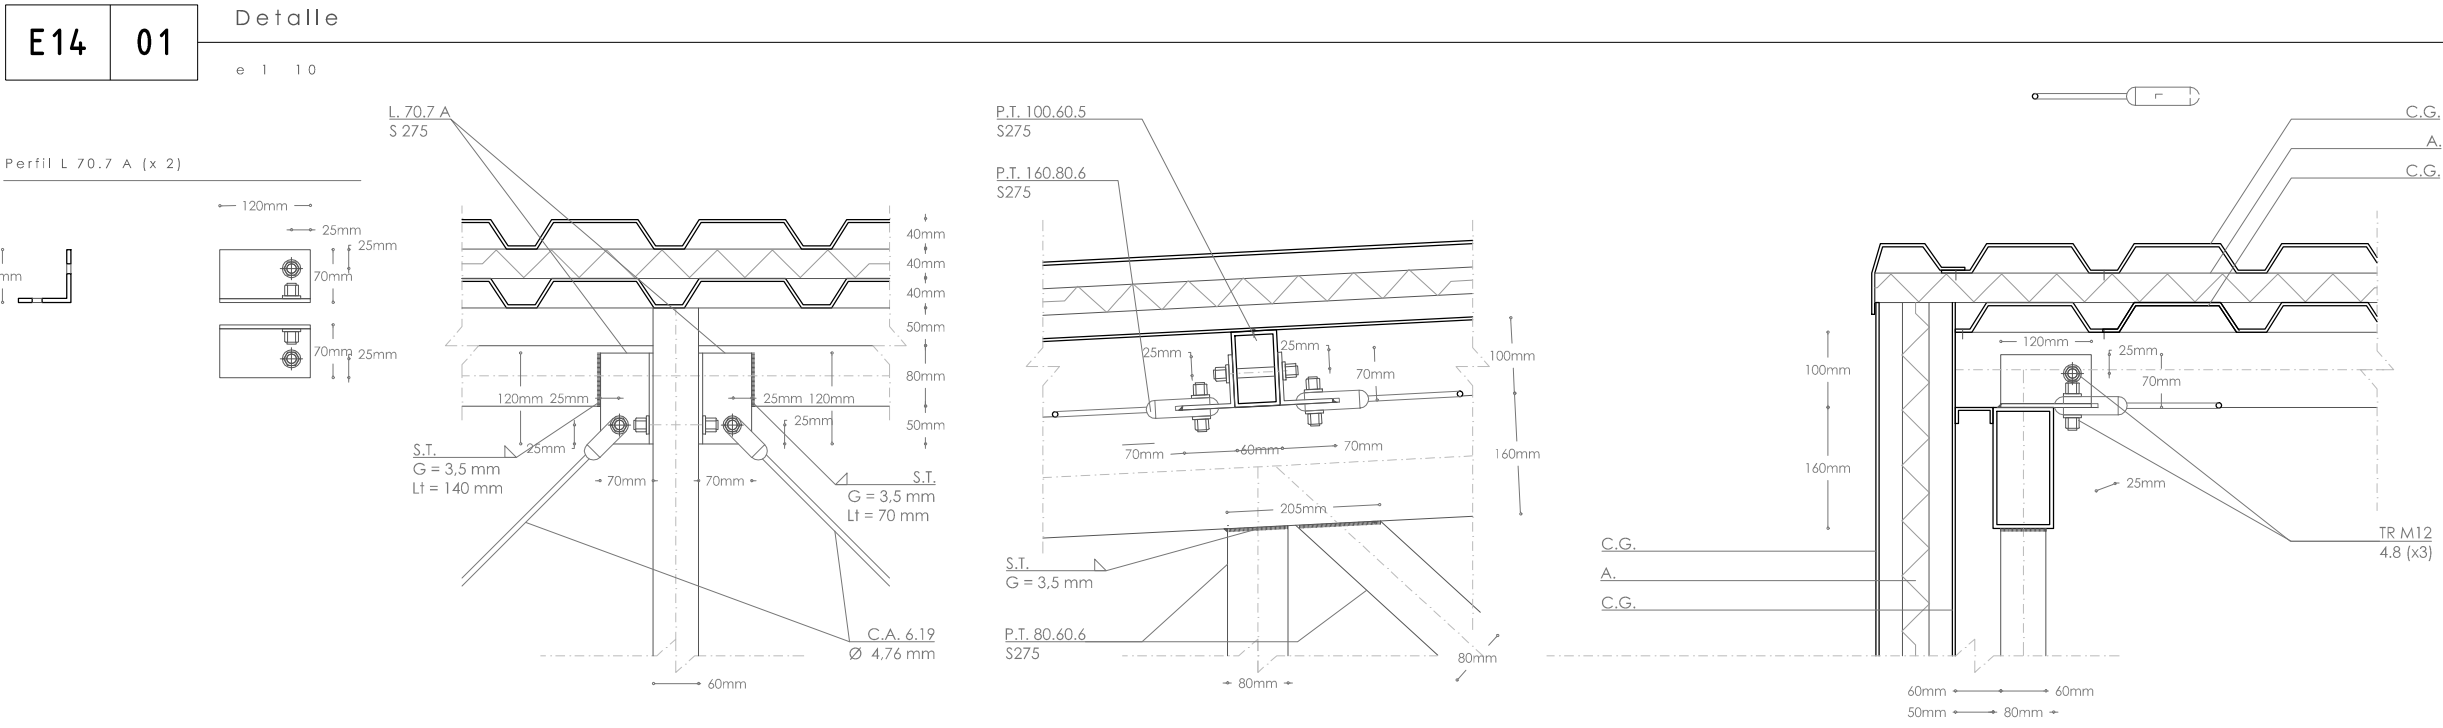 E14 01
Detalle
e 1 10
Perfil L 70.7 A (x 2)
120mm
25mm
25mm
70mm
mm
70mm
25mm
L. 70.7 A
S 275
40mm
40mm
40mm
50mm
80mm
50mm
120mm 25mm
25mm 120mm
25mm
25mm
S.T.
G = 3,5 mm
Lt = 140 mm
70mm
70mm
S.T.
G = 3,5 mm
Lt = 70 mm
C.A. 6.19
Ø 4,76 mm
60mm
P.T. 100.60.5
S275
P.T. 160.80.6
S275
25mm
25mm
70mm
100mm
70mm
60mm
70mm
160mm
205mm
S.T.
G = 3,5 mm
P.T. 80.60.6
S275
80mm
80mm
L
C.G.
A.
C.G.
120mm
25mm
100mm
70mm
160mm
25mm
TR M12
4.8 (x3)
C.G.
A.
C.G.
60mm
60mm
50mm
80mm